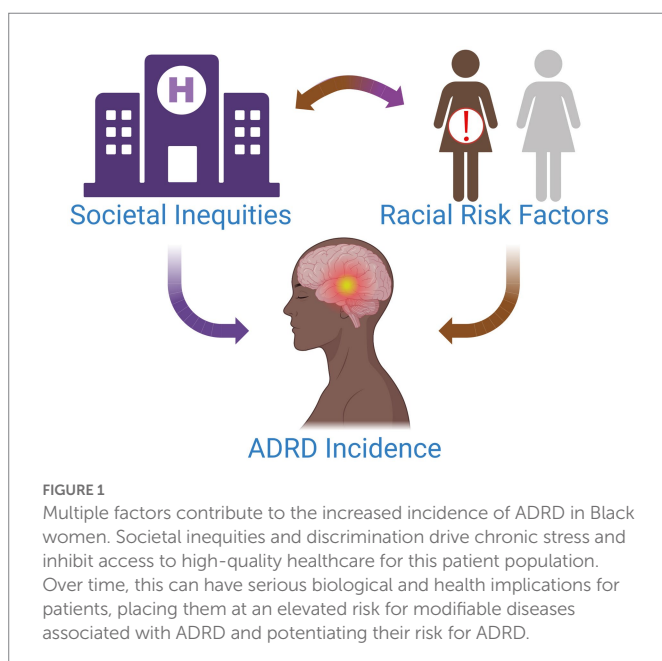 H
!
Societal Inequities
Racial Risk Factors
ADRD Incidence
FIGURE 1
Multiple factors contribute to the increased incidence of ADRD in Black
women. Societal inequities and discrimination drive chronic stress and
inhibit access to high-quality healthcare for this patient population.
Over time, this can have serious biological and health implications for
patients, placing them at an elevated risk for modifiable diseases
associated with ADRD and potentiating their risk for ADRD.